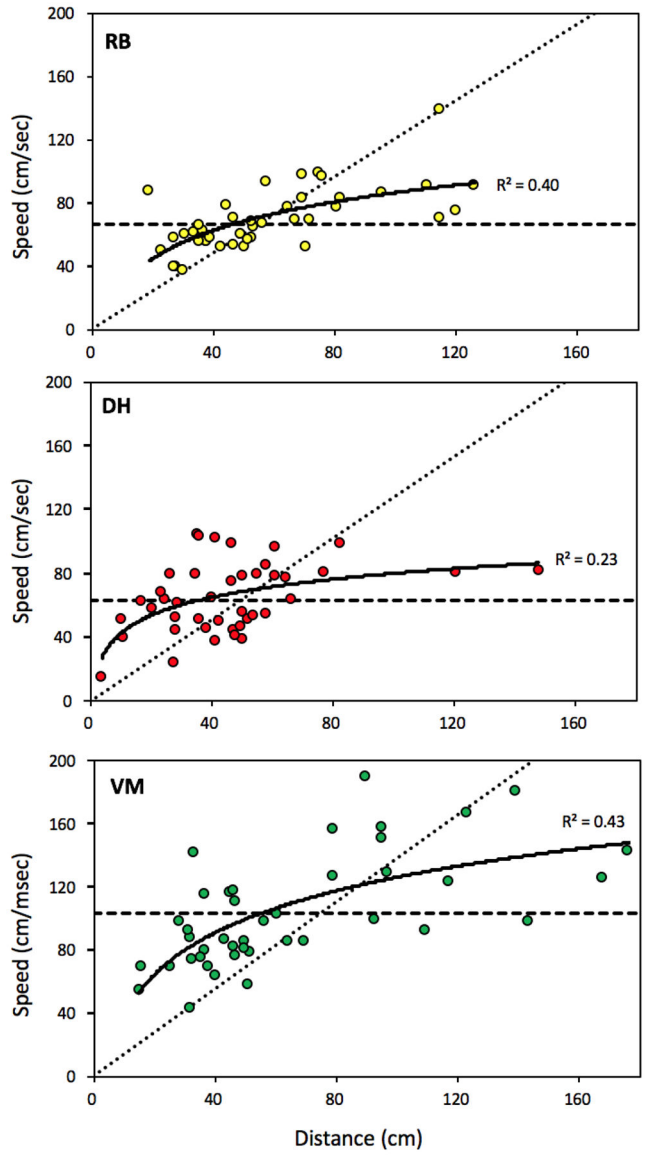 200
RB
160
120
80
40
0
Speed (cm/sec)
R² = 0.40
0 40 80 120 160
200
DH
160
120
80
40
0
Speed (cm/sec)
R² = 0.23
0 40 80 120 160
200
VM
160
120
80
40
0
Speed (cm/msec)
R² = 0.43
0 40 80 120 160
Distance (cm)